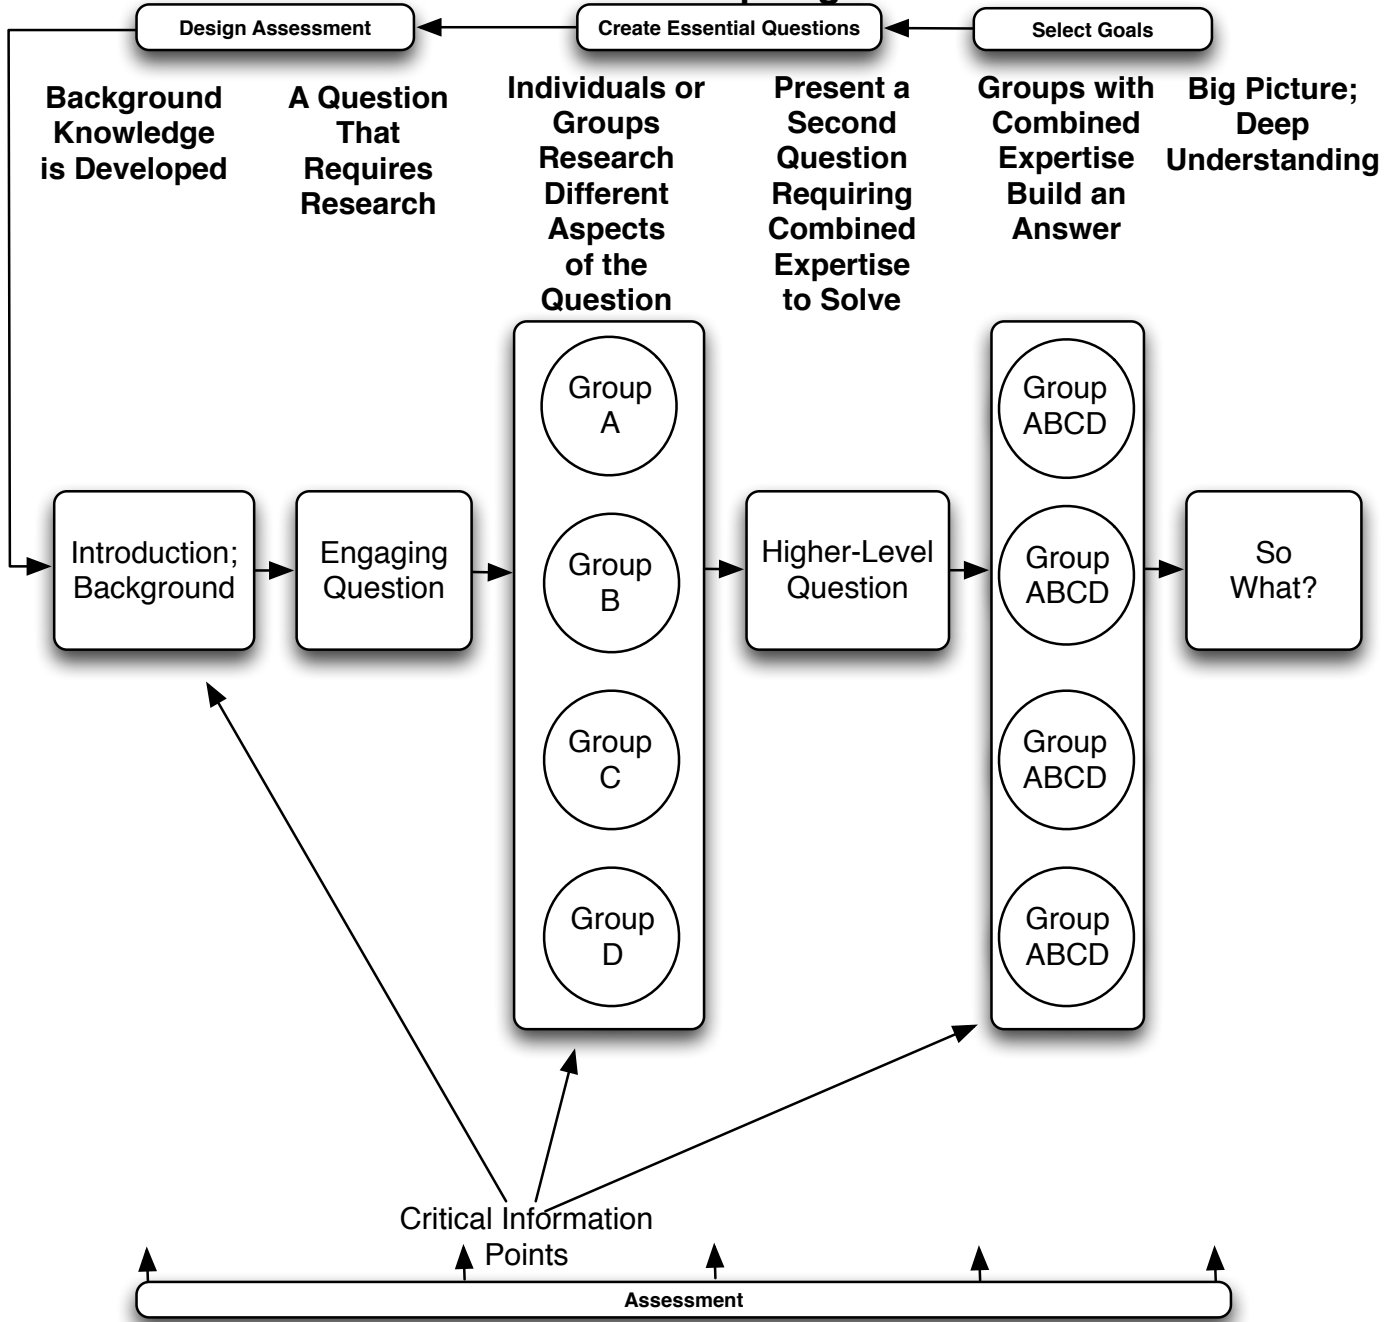 Design Assessment
Create Essential Questions
Select Goals
Background
Knowledge
is Developed
A Question
That
Requires
Research
Individuals or
Groups
Research
Different
Aspects
of the
Question
Present a
Second
Question
Requiring
Combined
Expertise
to Solve
Groups with
Combined
Expertise
Build an
Answer
Big Picture;
Deep
Understanding
Introduction;
Background
Engaging
Question
Group
A
Group
B
Group
C
Group
D
Higher-Level
Question
Group
ABCD
Group
ABCD
Group
ABCD
Group
ABCD
So
What?
Critical Information
Points
Assessment